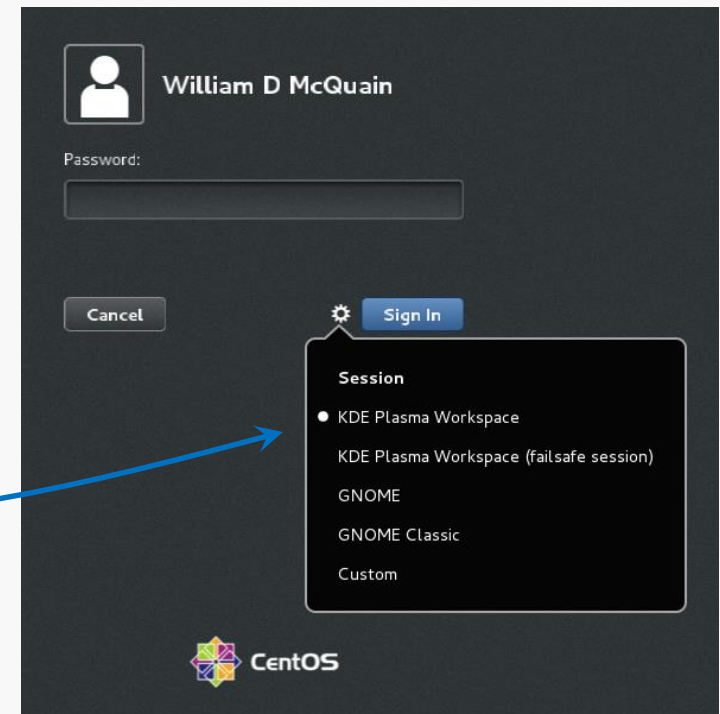 William D McQuain
Password:
Cancel
Sign In
Session
KDE Plasma Workspace
KDE Plasma Workspace (failsafe session)
GNOME
GNOME Classic
Custom
CentOS